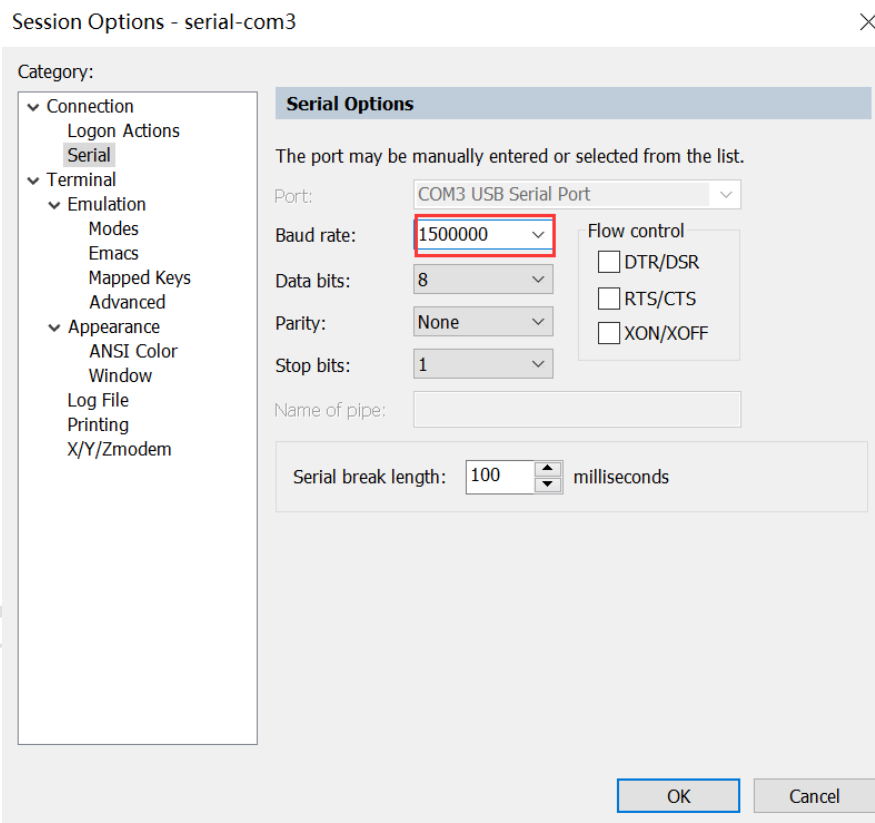 Session Options - serial-com3
Category:
Connection
Logon Actions
Serial
Terminal
Emulation
Modes
Emacs
Mapped Keys
Advanced
Appearance
ANSI Color
Window
Log File
Printing
X/Y/Zmodem
Serial Options
The port may be manually entered or selected from the list.
Port: COM3 USB Serial Port
Baud rate: 1500000
Data bits: 8
Parity: None
Stop bits: 1
Name of pipe:
Flow control
DTR/DSR
RTS/CTS
XON/XOFF
Serial break length: 100 milliseconds
OK Cancel